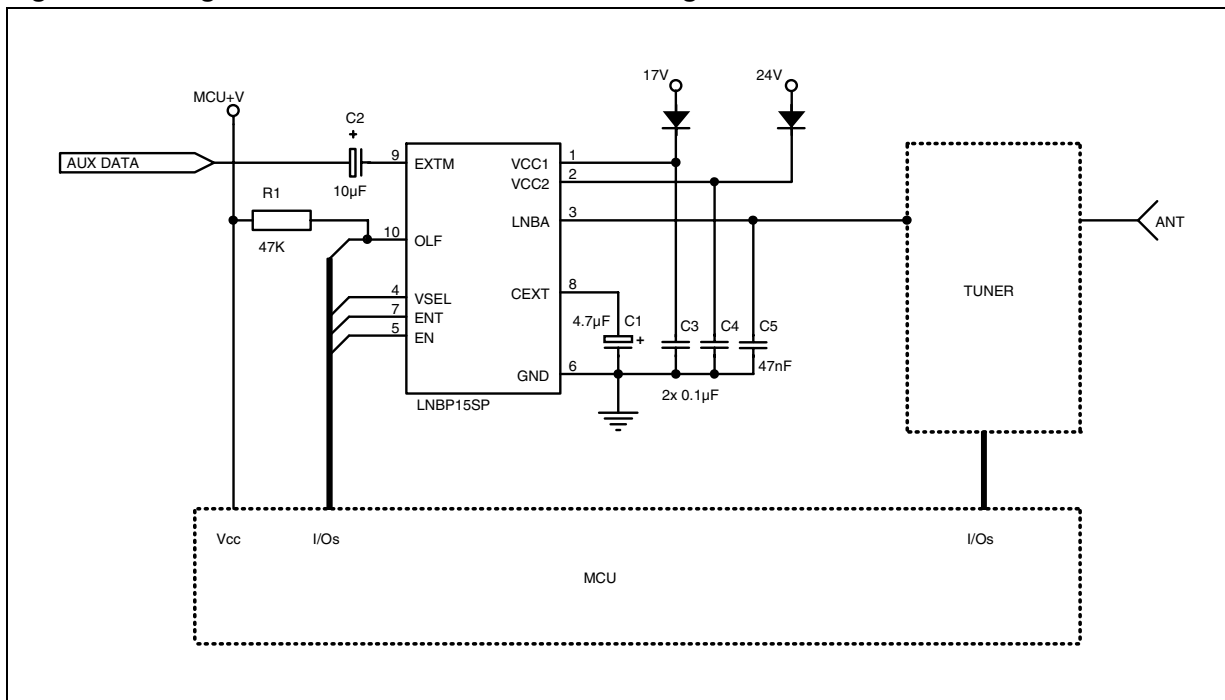 17V
24V
MCU+V
C2
+
AUX DATA
9
EXTM
VCC1
1
VCC2
2
10µF
R1
LNBA
3
10
OLF
47K
TUNER
ANT
4
VSEL
CEXT
8
7
ENT
4.7µF
C1
C3
C4
C5
5
EN
+
47nF
GND
6
2x 0.1µF
LNBP15SP
Vcc
I/Os
I/Os
MCU